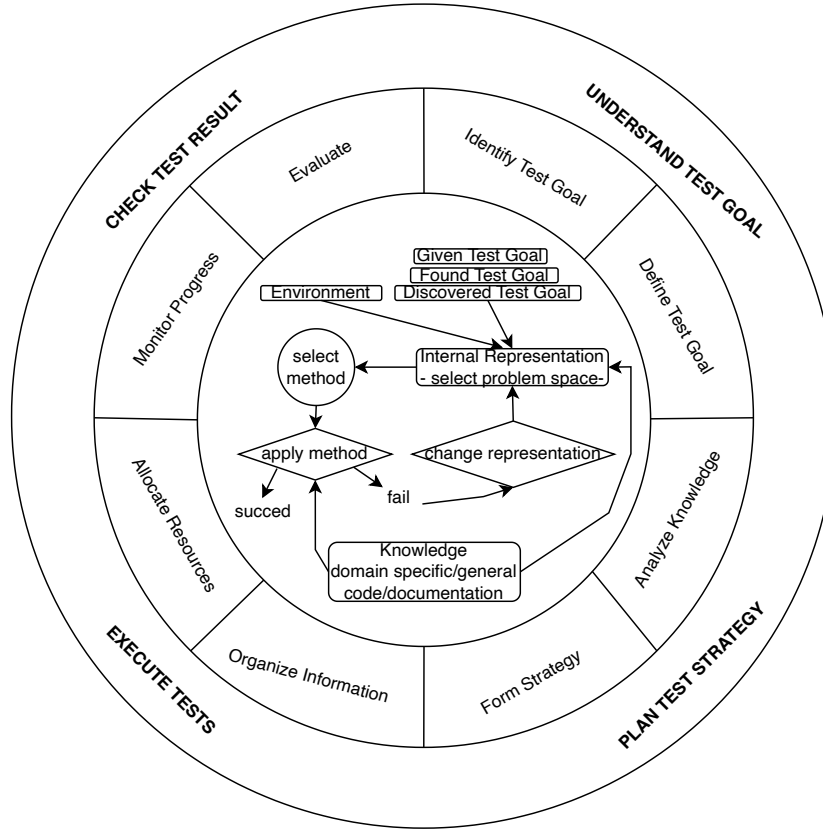 CHECK TEST RESULT
UNDERSTAND TEST GOAL
Evaluate
Identify Test Goal
Monitor Progress
Define Test Goal
Given Test Goal
Found Test Goal
Environment
Discovered Test Goal
select
method
Internal Representation
- select problem space-
apply method
change representation
succed
fail
Knowledge
domain specific/general
code/documentation
Allocate Resources
Analyze Knowledge
Organize Information
Form Strategy
EXECUTE TESTS
PLAN TEST STRATEGY